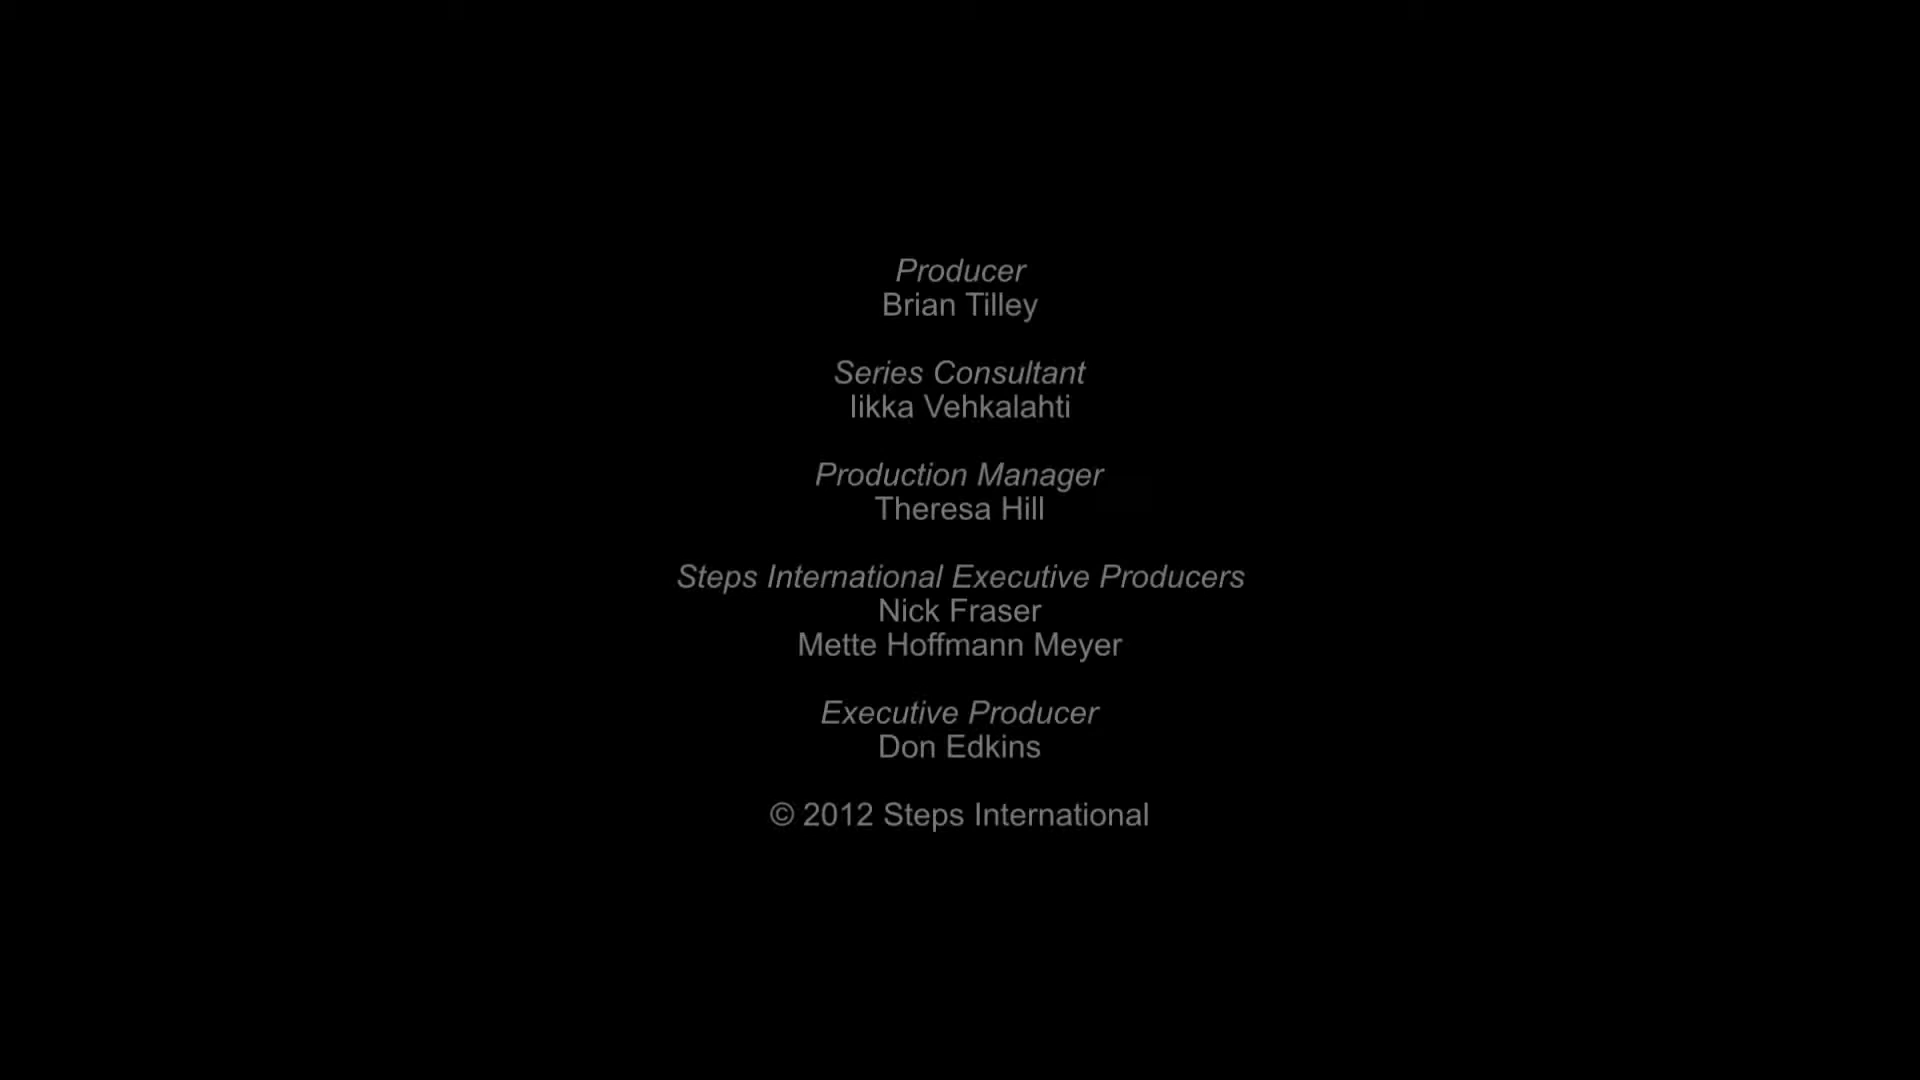 Producer
Brian Tilley
Series Consultant
Iikka Vehkalahti
Production Manager
Theresa Hill
Steps International Executive Producers
Nick Fraser
Mette Hoffmann Meyer
Executive Producer
Don Edkins
© 2012 Steps International